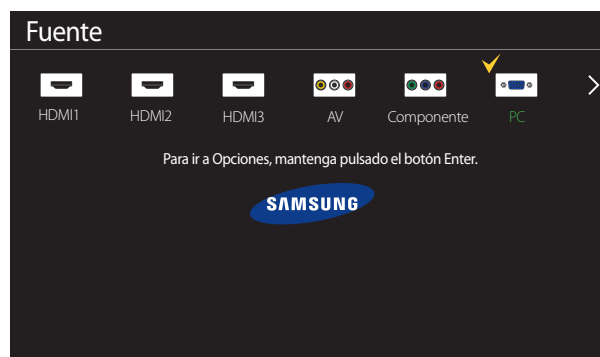 Fuente
HDMI1 HDMI2 HDMI3 AV Componente PC
Para ir a Opciones, mantenga pulsado el botón Enter.
SAMSUNG